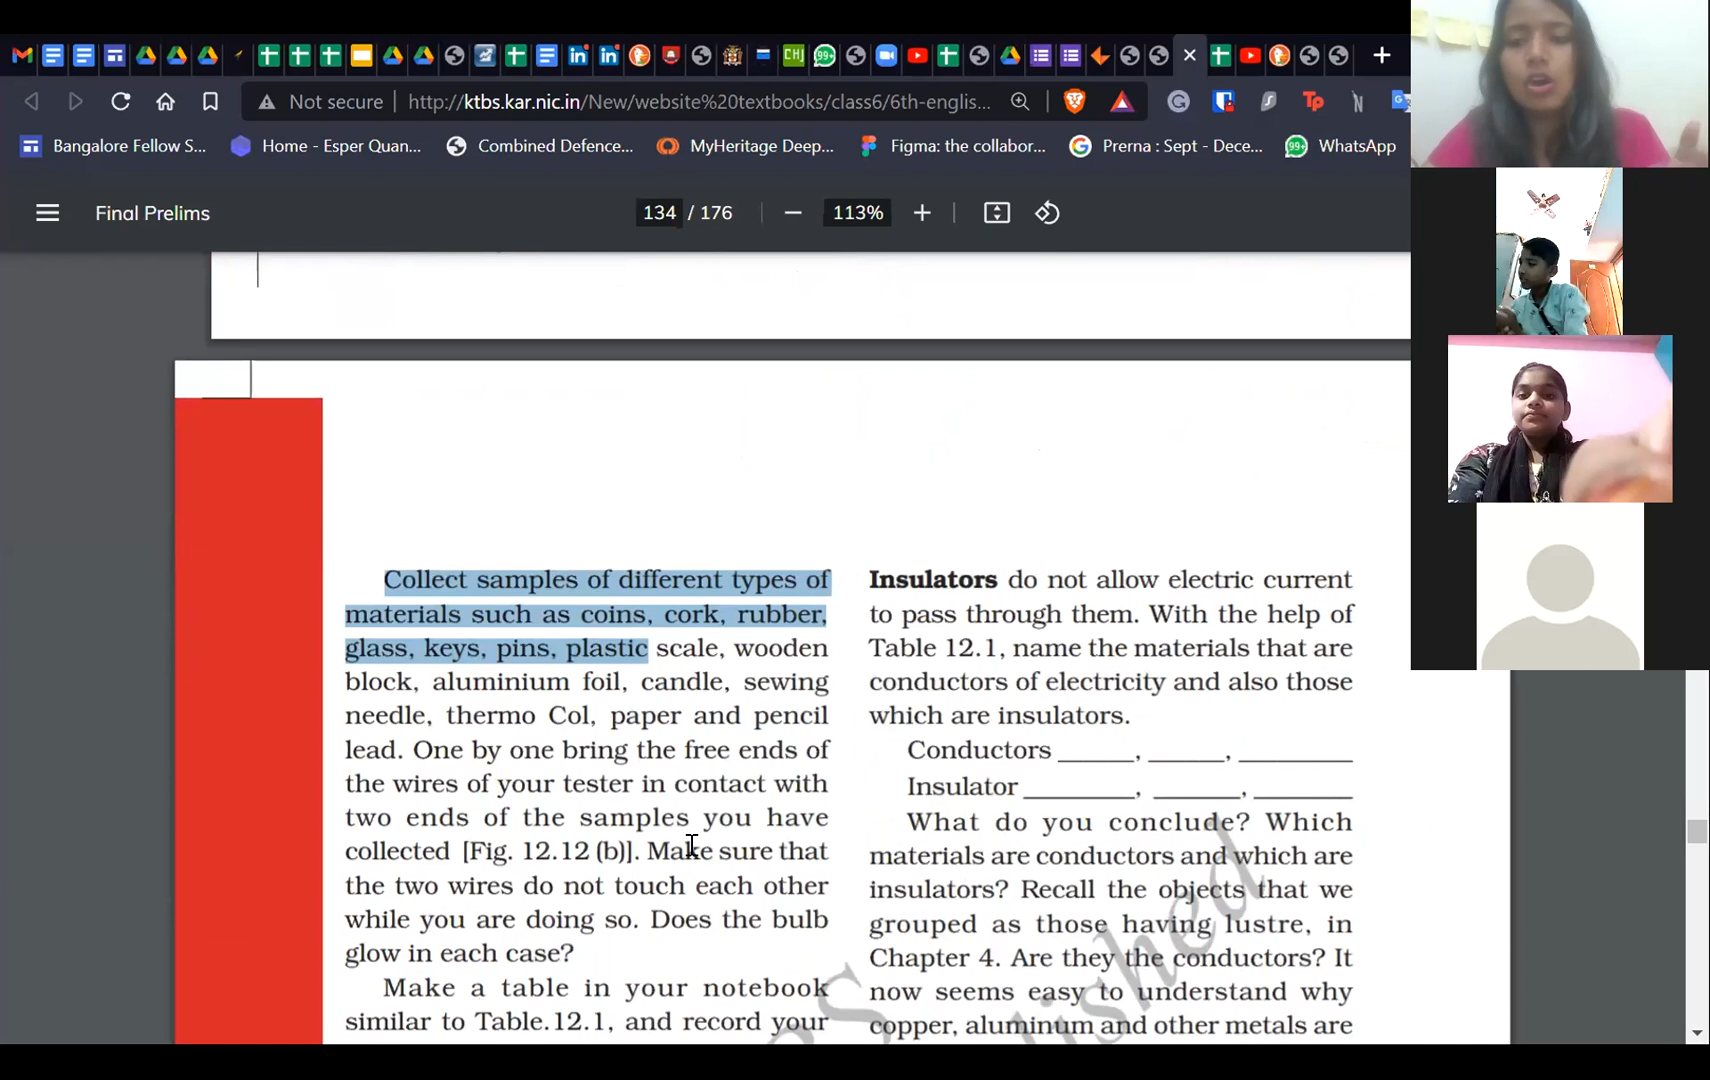 CHJ
99+
Tp
Not secure
http://ktbs.kar.nic.in/New/website%20textbooks/class6/6th-englis...
Bangalore Fellow S...
Home - Esper Quan...
Combined Defence...
MyHeritage Deep...
Figma: the collabor...
Prerna : Sept - Dece...
99+
WhatsApp
Final Prelims
134 / 176
113%
Collect samples of different types of
materials such as coins, cork, rubber,
glass, keys, pins, plastic scale, wooden
block, aluminium foil, candle, sewing
needle, thermo Col, paper and pencil
lead. One by one bring the free ends of
the wires of your tester in contact with
two ends of the samples you have
collected [Fig. 12.12 (b)]. Make sure that
the two wires do not touch each other
while you are doing so. Does the bulb
glow in each case?
Make a table in your notebook
similar to Table.12.1, and record your
Insulators do not allow electric current
to pass through them. With the help of
Table 12.1, name the materials that are
conductors of electricity and also those
which are insulators.
Conductors ______, ______, _________
Insulator _________, _______, ________
What do you conclude? Which
materials are conductors and which are
insulators? Recall the objects that we
grouped as those having lustre, in
Chapter 4. Are they the conductors? It
now seems easy to understand why
copper, aluminum and other metals are